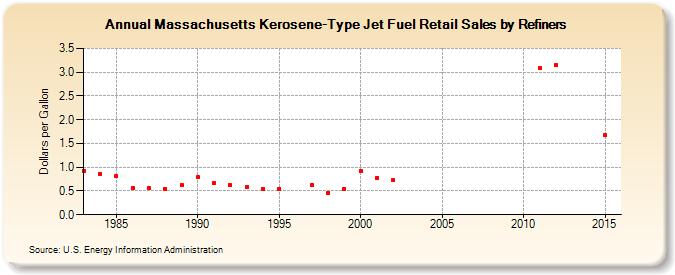 Annual Massachusetts Kerosene-Type Jet Fuel Retail Sales by Refiners
Dollars per Gallon
3.5
3.0
2.5
2.0
1.5
1.0
0.5
0.0
1985 1990 1995 2000 2005 2010 2015
Source: U.S. Energy Information Administration